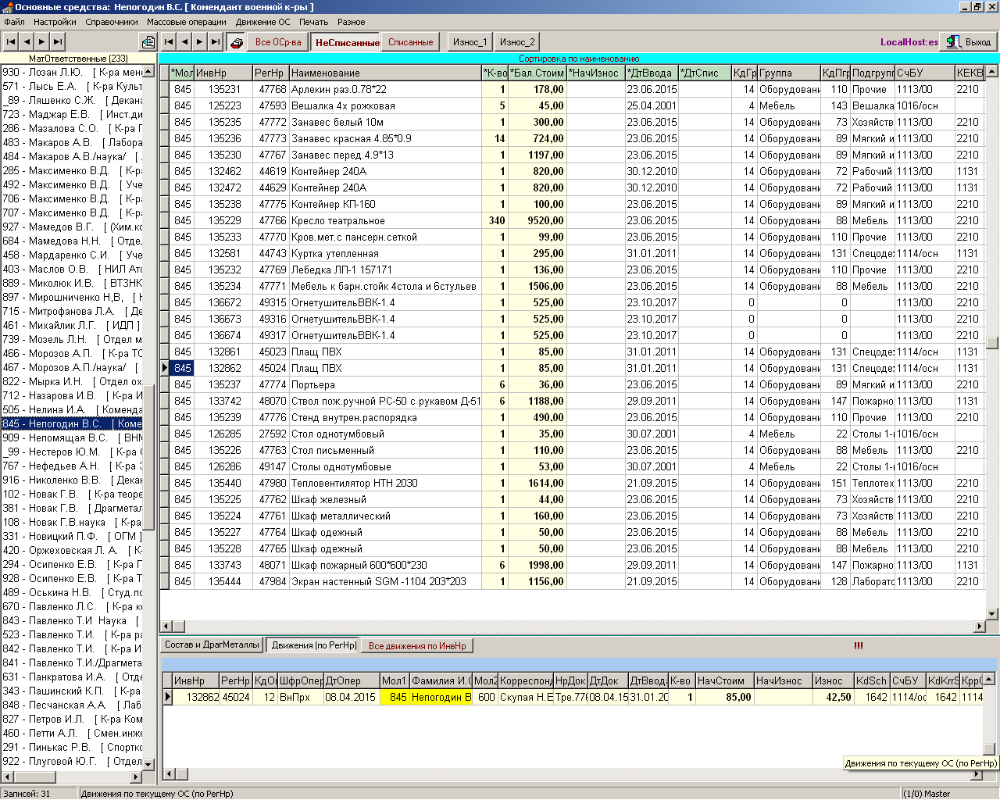 Основные средства: Непогодин В.С. [ Комендант военной к-ры ]
Файл Настройки Справочники Массовые операции Движение ОС Печать Разное
Все ОСр-ва НеСписанные Списанные Износ_1 Износ_2 LocalHost:es Выход
МатОтветственные (233)
930 - Лозан Л.Ю. [ К-ра мен
571 - Лысь Е.А. [ К-ра Культ
_89 - Ляшенко С.Ж. [ Декана
723 - Маджар Е.В. [ Инст.ди
286 - Мазалова С.О. [ К-ра Г
483 - Макаров А.В. [ Лабора
484 - Макаров А.В./наука/ [
285 - Максименко В.Д. [ К-ра
492 - Максименко В.Д. [ Уче
706 - Максименко В.Д. [ К-ра
707 - Максименко В.Д. [ К-ра
927 - Мамедов В.Г. [ (Хим.ко
684 - Мамедова Н.Н. [ Отде
458 - Мардаренко С.И. [ Уче
403 - Маслов О.В. [ НИЛ Ато
889 - Миколюк И.В. [ ВТЗНК
897 - Мирошниченко Н,В, [ Н
715 - Митрофанова Л.А. [ Де
461 - Михайлик Л.Г. [ ИДП ]
739 - Мозель Л.Н. [ Отдел м
466 - Морозов А.П. [ К-ра ТО
467 - Морозов А.П./наука/ [
822 - Мырка И.Н. [ Отдел ох
712 - Назарова И.В. [ К-ра И
505 - Нелина И.А. [ Коменда
845 - Непогодин В.С. [ Коме
909 - Непомящая В.С. [ ВНМ
_99 - Нестеров Ю.М. [ К-ра С
767 - Нефедьев А.Н. [ К-ра Э
916 - Николенко В.В. [ Декан
102 - Новак Г.В. [ К-ра теоре
381 - Новак Г.В. [ Драгметал
108 - Новак Г.В.наука [ К-ра
331 - Новицкий П.Ф. [ ОГМ ]
420 - Оржеховская Л. А. [ К-
294 - Осипенко Е.В. [ К-ра Г
928 - Осипенко Е.В. [ К-ра Т
489 - Оськина Н.В. [ Студ.по
670 - Павленко Л.С. [ К-ра ко
843 - Павленко Т.И Наука [
523 - Павленко Т.И. [ К-ра ра
842 - Павленко Т.И. [ К-ра И
841 - Павленко Т.И./Драгмета
631 - Панкратова И.А. [ Отде
343 - Пашинский К.П. [ К-ра
848 - Песчанская А.А. [ Лаб
827 - Петров И.Л. [ К-ра Ком
460 - Петти А.Л. [ Смен.инже
291 - Пинькас Р.В. [ Спортко
922 - Плуговой Ю.Г. [ Отдел
Сортировка по наименованию
*Мол ИнвНр РегНр Наименование *К-во *Бал.Стоим *НачИзнос *ДтВвода *ДтСпис КдГр Группа КдПгр Подгрупп СчБУ КЕКВ
845 135231 47768 Арлекин раз.0.78*22 1 178,00 23.06.2015 14 Оборудовани 110 Прочие 1113/00 2210
845 125223 47593 Вешалка 4х рожковая 5 45,00 25.04.2001 4 Мебель 143 Вешалка 1016/осн
845 135235 47772 Занавес белый 10м 1 300,00 23.06.2015 14 Оборудовани 73 Хозяйств 1113/00 2210
845 135236 47773 Занавес красная 4.85*0.9 14 724,00 23.06.2015 14 Оборудовани 89 Мягкий и 1113/00 2210
845 135230 47767 Занавес перед.4.9*13 1 1197,00 23.06.2015 14 Оборудовани 89 Мягкий и 1113/00 2210
845 132462 44619 Контейнер 240А 1 820,00 30.12.2010 14 Оборудовани 72 Рабочий 1113/00 1131
845 132472 44629 Контейнер 240А 1 820,00 30.12.2010 14 Оборудовани 72 Рабочий 1113/00 1131
845 135238 47775 Контейнер КП-160 1 100,00 23.06.2015 14 Оборудовани 89 Мягкий и 1113/00 2210
845 135229 47766 Кресло театральное 340 9520,00 23.06.2015 14 Оборудовани 88 Мебель 1113/00 2210
845 135233 47770 Кров.мет.с пансерн.сеткой 1 99,00 23.06.2015 14 Оборудовани 110 Прочие 1113/00 2210
845 132581 44743 Куртка утепленная 1 295,00 31.01.2011 14 Оборудовани 131 Спецодеж 1114/осн 1131
845 135232 47769 Лебедка ЛП-1 157171 1 136,00 23.06.2015 14 Оборудовани 110 Прочие 1113/00 2210
845 135234 47771 Мебель к барн.стойк 4стола и 6стульев 1 1506,00 23.06.2015 14 Оборудовани 88 Мебель 1113/00 2210
845 136672 49315 ОгнетушительВВК-1.4 1 525,00 23.10.2017 0 0 1113/00 2210
845 136673 49316 ОгнетушительВВК-1.4 1 525,00 23.10.2017 0 0 1113/00 2210
845 136674 49317 ОгнетушительВВК-1.4 1 525,00 23.10.2017 0 0 1113/00 2210
845 132861 45023 Плащ ПВХ 1 85,00 31.01.2011 14 Оборудовани 131 Спецодеж 1114/осн 1131
845 132862 45024 Плащ ПВХ 1 85,00 31.01.2011 14 Оборудовани 131 Спецодеж 1114/осн 1131
845 135237 47774 Портьера 6 36,00 23.06.2015 14 Оборудовани 89 Мягкий и 1113/00 2210
845 133742 48070 Ствол пож.ручной РС-50 с рукавом Д-51 6 1188,00 29.09.2011 14 Оборудовани 147 Пожарно 1113/00 1131
845 135239 47776 Стенд внутрен.распорядка 1 490,00 23.06.2015 14 Оборудовани 110 Прочие 1113/00 2210
845 126285 27592 Стол однотумбовый 1 35,00 30.07.2001 4 Мебель 22 Столы 1-т 1016/осн
845 135226 47763 Стол письменный 1 110,00 23.06.2015 14 Оборудовани 88 Мебель 1113/00 2210
845 126286 49147 Столы однотумбовые 1 53,00 30.07.2001 4 Мебель 22 Столы 1-т 1016/осн
845 135440 47980 Тепловентилятор НТН 2030 1 1614,00 21.09.2015 14 Оборудовани 151 Теплотех 1113/00 2210
845 135225 47762 Шкаф железный 1 44,00 23.06.2015 14 Оборудовани 73 Хозяйств 1113/00 2210
845 135224 47761 Шкаф металлический 1 160,00 23.06.2015 14 Оборудовани 73 Хозяйств 1113/00 2210
845 135227 47764 Шкаф одежный 1 50,00 23.06.2015 14 Оборудовани 88 Мебель 1113/00 2210
845 135228 47765 Шкаф одежный 1 50,00 23.06.2015 14 Оборудовани 88 Мебель 1113/00 2210
845 133743 48071 Шкаф пожарный 600*600*230 6 1998,00 29.09.2011 14 Оборудовани 147 Пожарно 1113/00 1131
845 135444 47984 Экран настенный SGM -1104 203*203 1 1156,00 21.09.2015 14 Оборудовани 128 Лаборато 1113/00 2210
Состав и ДрагМеталлы Движения (по РегНр) Все движения по ИнвНр !!!
ИнвНр РегНр КдОп ШфрОпер ДтОпер Мол1 Фамилия И.О Мол2 Корреспонд НрДок ДтДок ДтВвод К-во НачСтоим НачИзнос Износ KdSch СчБУ KdKrrS КррС
132862 45024 12 ВнПрх 08.04.2015 845 Непогодин В 600 Скупая Н.Е Тре.77 08.04.15 31.01.20 1 85,00 42,50 1642 1114/ос 1642 1114
Движения по текущему ОС (по РегНр)
Записей: 31 Движения по текущему ОС (по РегНр) (1/0) Master